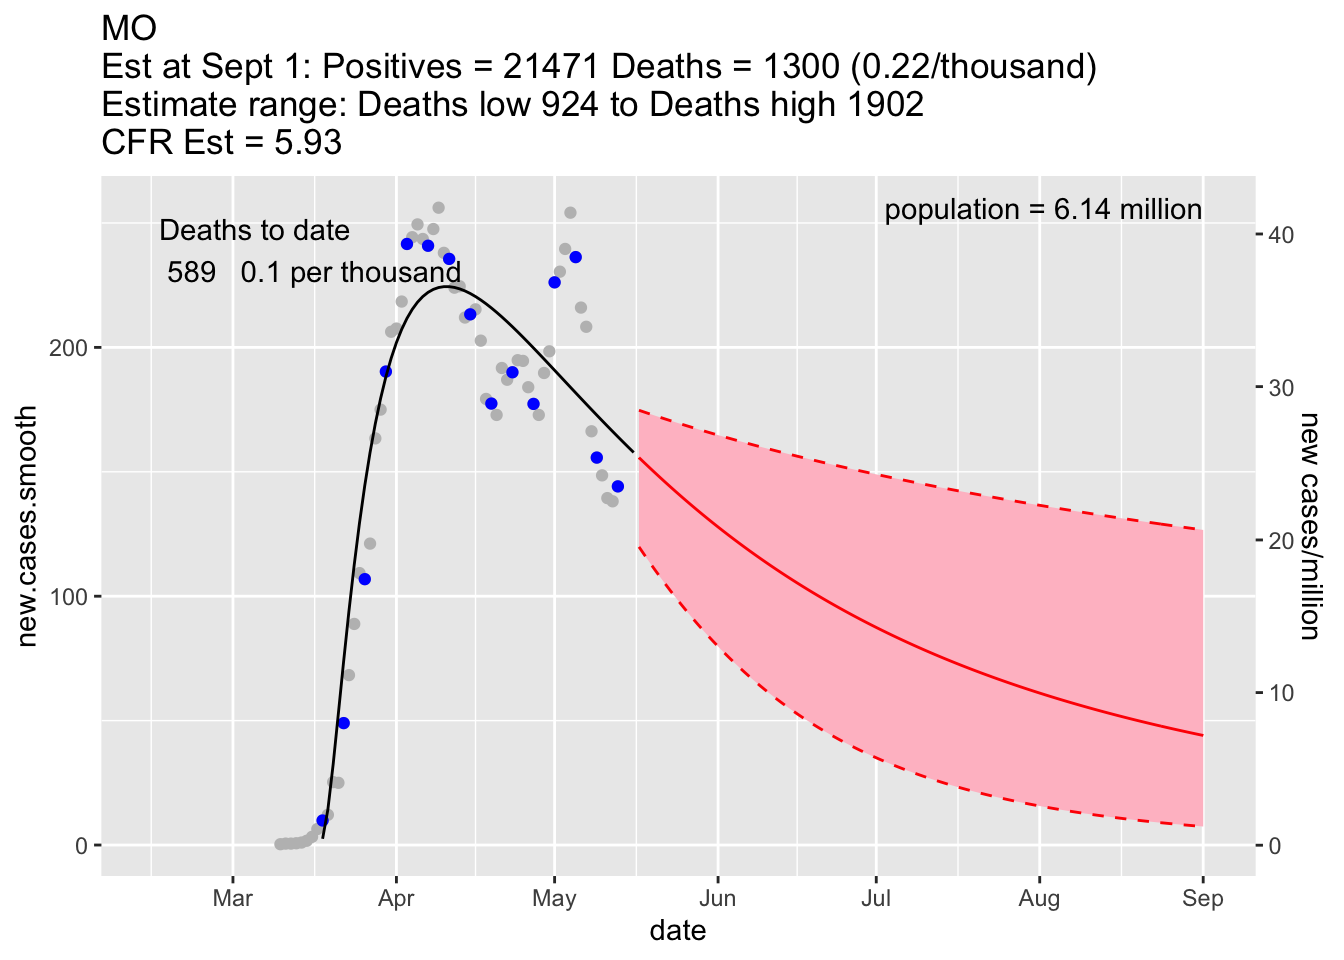 MO
Est at Sept 1: Positives = 21471 Deaths = 1300 (0.22/thousand)
Estimate range: Deaths low 924 to Deaths high 1902
CFR Est = 5.93
population = 6.14 million
Deaths to date
589 0.1 per thousand
new.cases.smooth
200
100
0
40
30
20
10
0
new cases/million
Mar Apr May Jun Jul Aug Sep
date